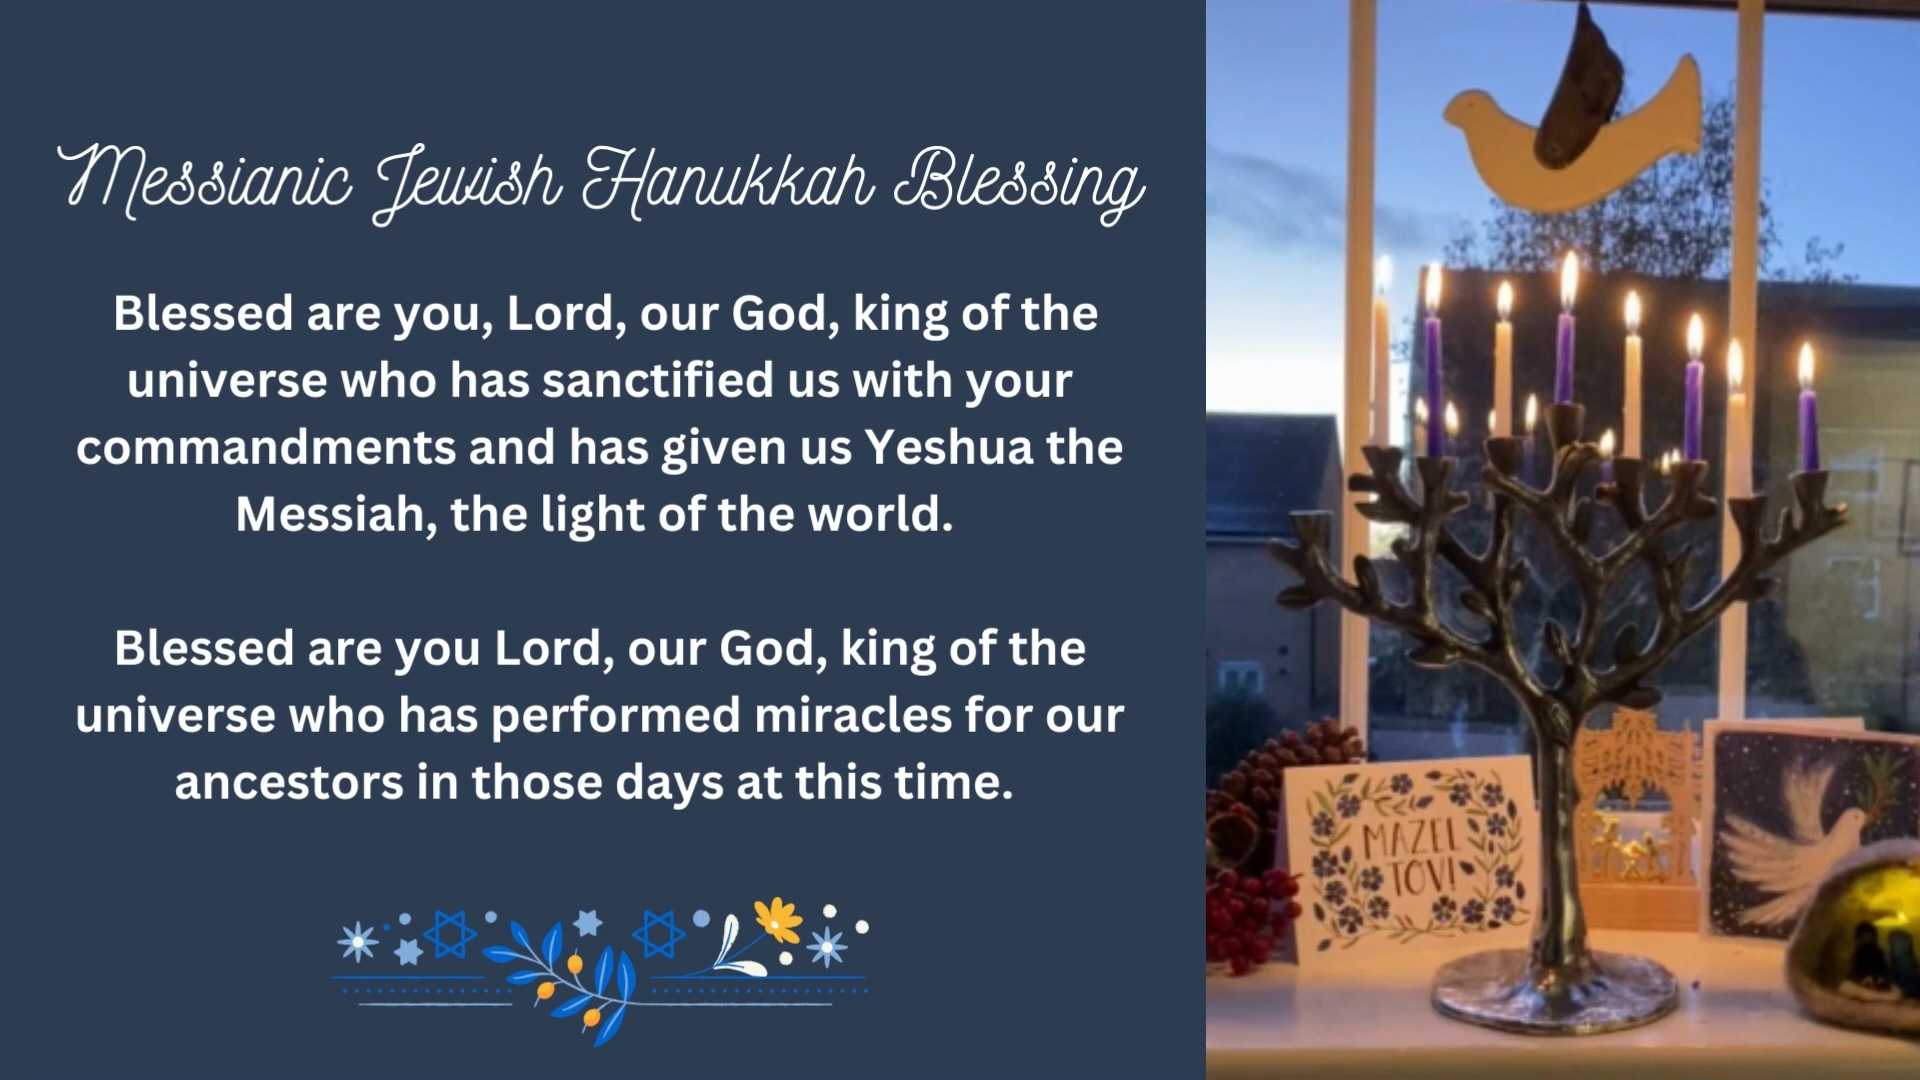 Messianic Jewish Hanukkah Blessing
Blessed are you, Lord, our God, king of the
universe who has sanctified us with your
commandments and has given us Yeshua the
Messiah, the light of the world.
Blessed are you Lord, our God, king of the
universe who has performed miracles for our
ancestors in those days at this time.
MAZEL
TOV!